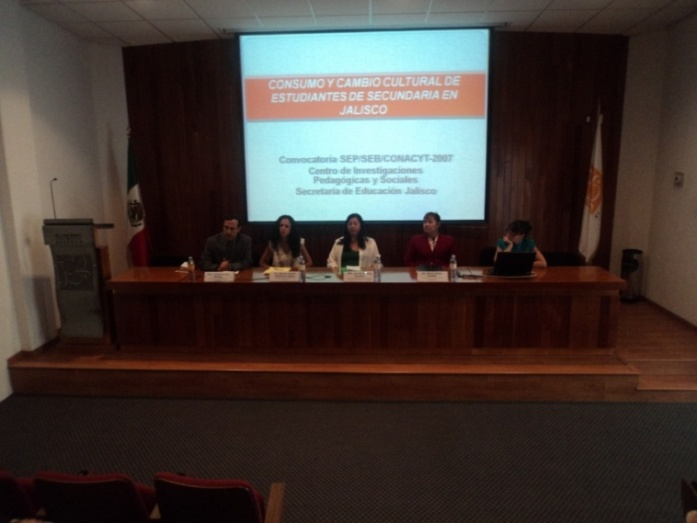 CONSUMO Y CAMBIO CULTURAL DE
ESTUDIANTES DE SECUNDARIA EN
JALISCO
Convocatoria SEP/SEB/CONACYT-2007
Centro de Investigaciones
Pedagógicas y Sociales
Secretaría de Educación Jalisco